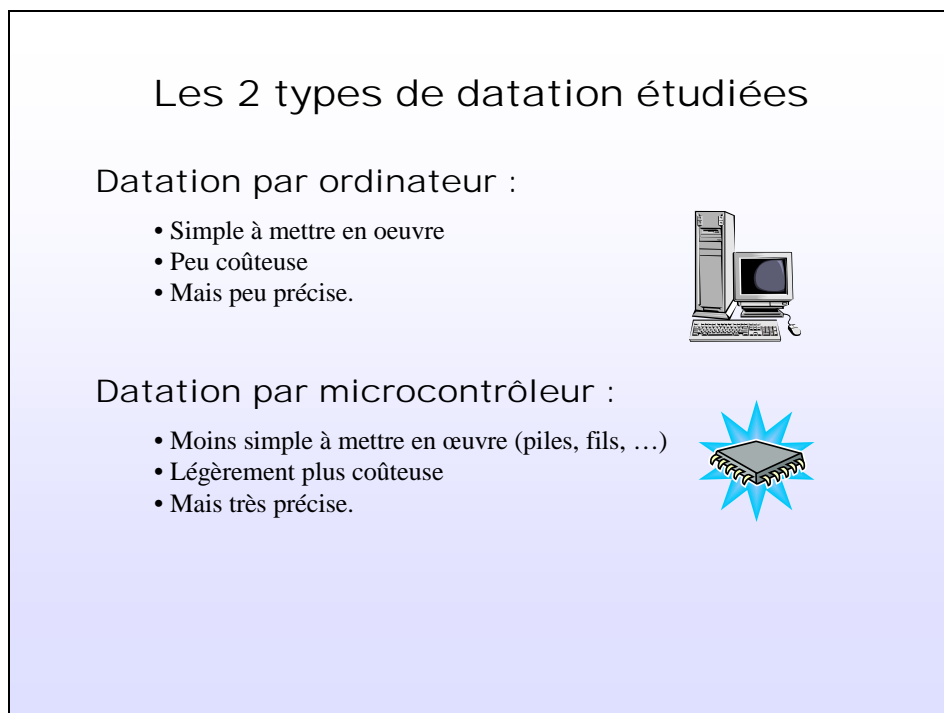 Les 2 types de datation étudiées
Datation par ordinateur :
• Simple à mettre en oeuvre
• Peu coûteuse
• Mais peu précise.
Datation par microcontrôleur :
• Moins simple à mettre en œuvre (piles, fils, …)
• Légèrement plus coûteuse
• Mais très précise.